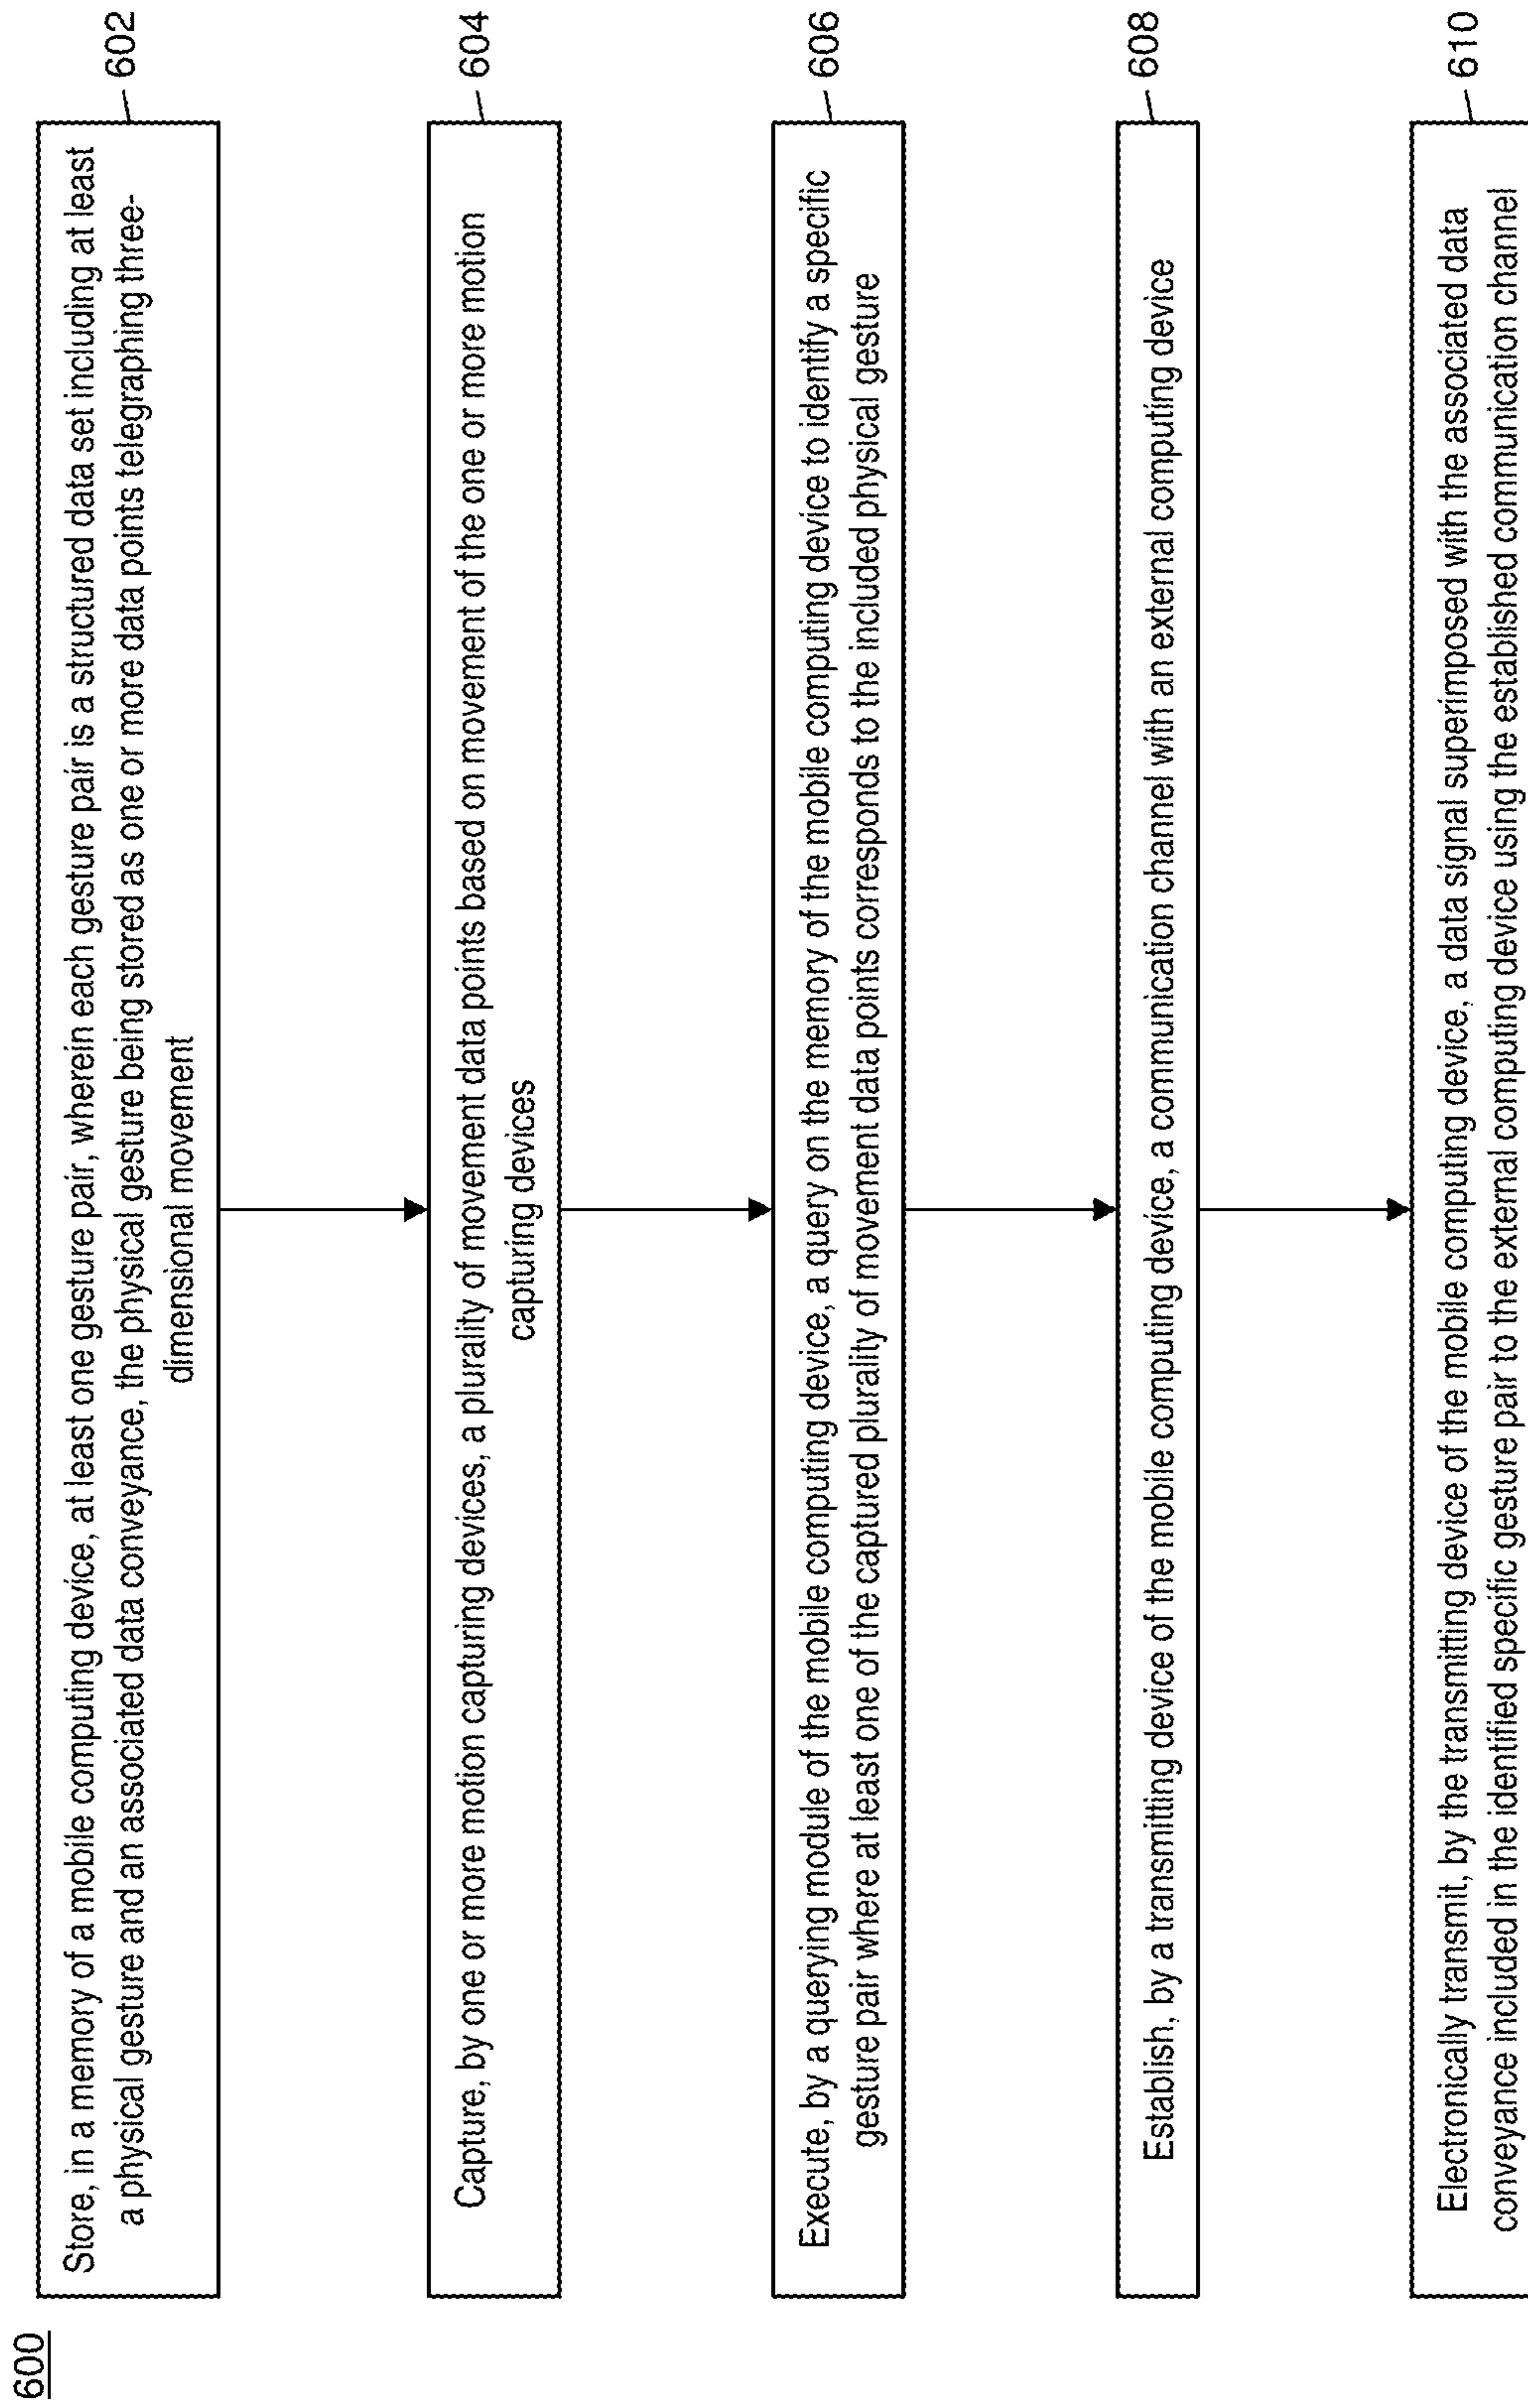 600
Store, in a memory of a mobile computing device, at least one gesture pair, wherein each gesture pair is a structured data set including at least
a physical gesture and an associated data conveyance, the physical gesture being stored as one or more data points telegraphing three-
dimensional movement
602
Capture, by one or more motion capturing devices, a plurality of movement data points based on movement of the one or more motion
capturing devices
604
Execute, by a querying module of the mobile computing device, a query on the memory of the mobile computing device to identify a specific
gesture pair where at least one of the captured plurality of movement data points corresponds to the included physical gesture
606
Establish, by a transmitting device of the mobile computing device, a communication channel with an external computing device
608
Electronically transmit, by the transmitting device of the mobile computing device, a data signal superimposed with the associated data
conveyance included in the identified specific gesture pair to the external computing device using the established communication channel
610